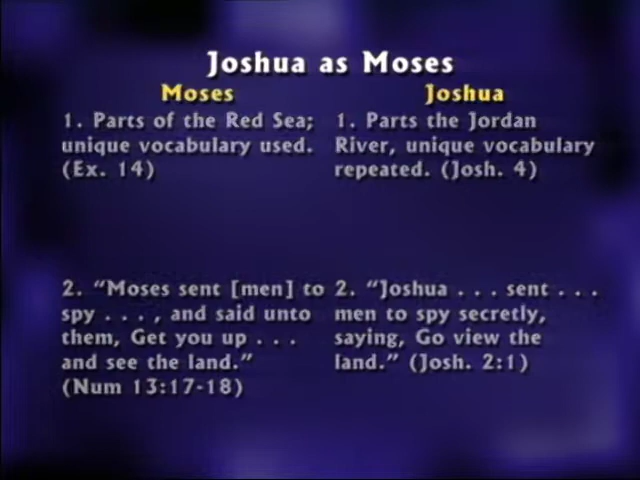 Joshua as Moses
Moses
1. Parts of the Red Sea;
unique vocabulary used.
(Ex. 14)
2. “Moses sent [men] to
spy . . . , and said unto
them, Get you up . . .
and see the land.”
(Num 13:17-18)
Joshua
1. Parts the Jordan
River, unique vocabulary
repeated. (Josh. 4)
2. “Joshua . . . sent . . .
men to spy secretly,
saying, Go view the
land.” (Josh. 2:1)